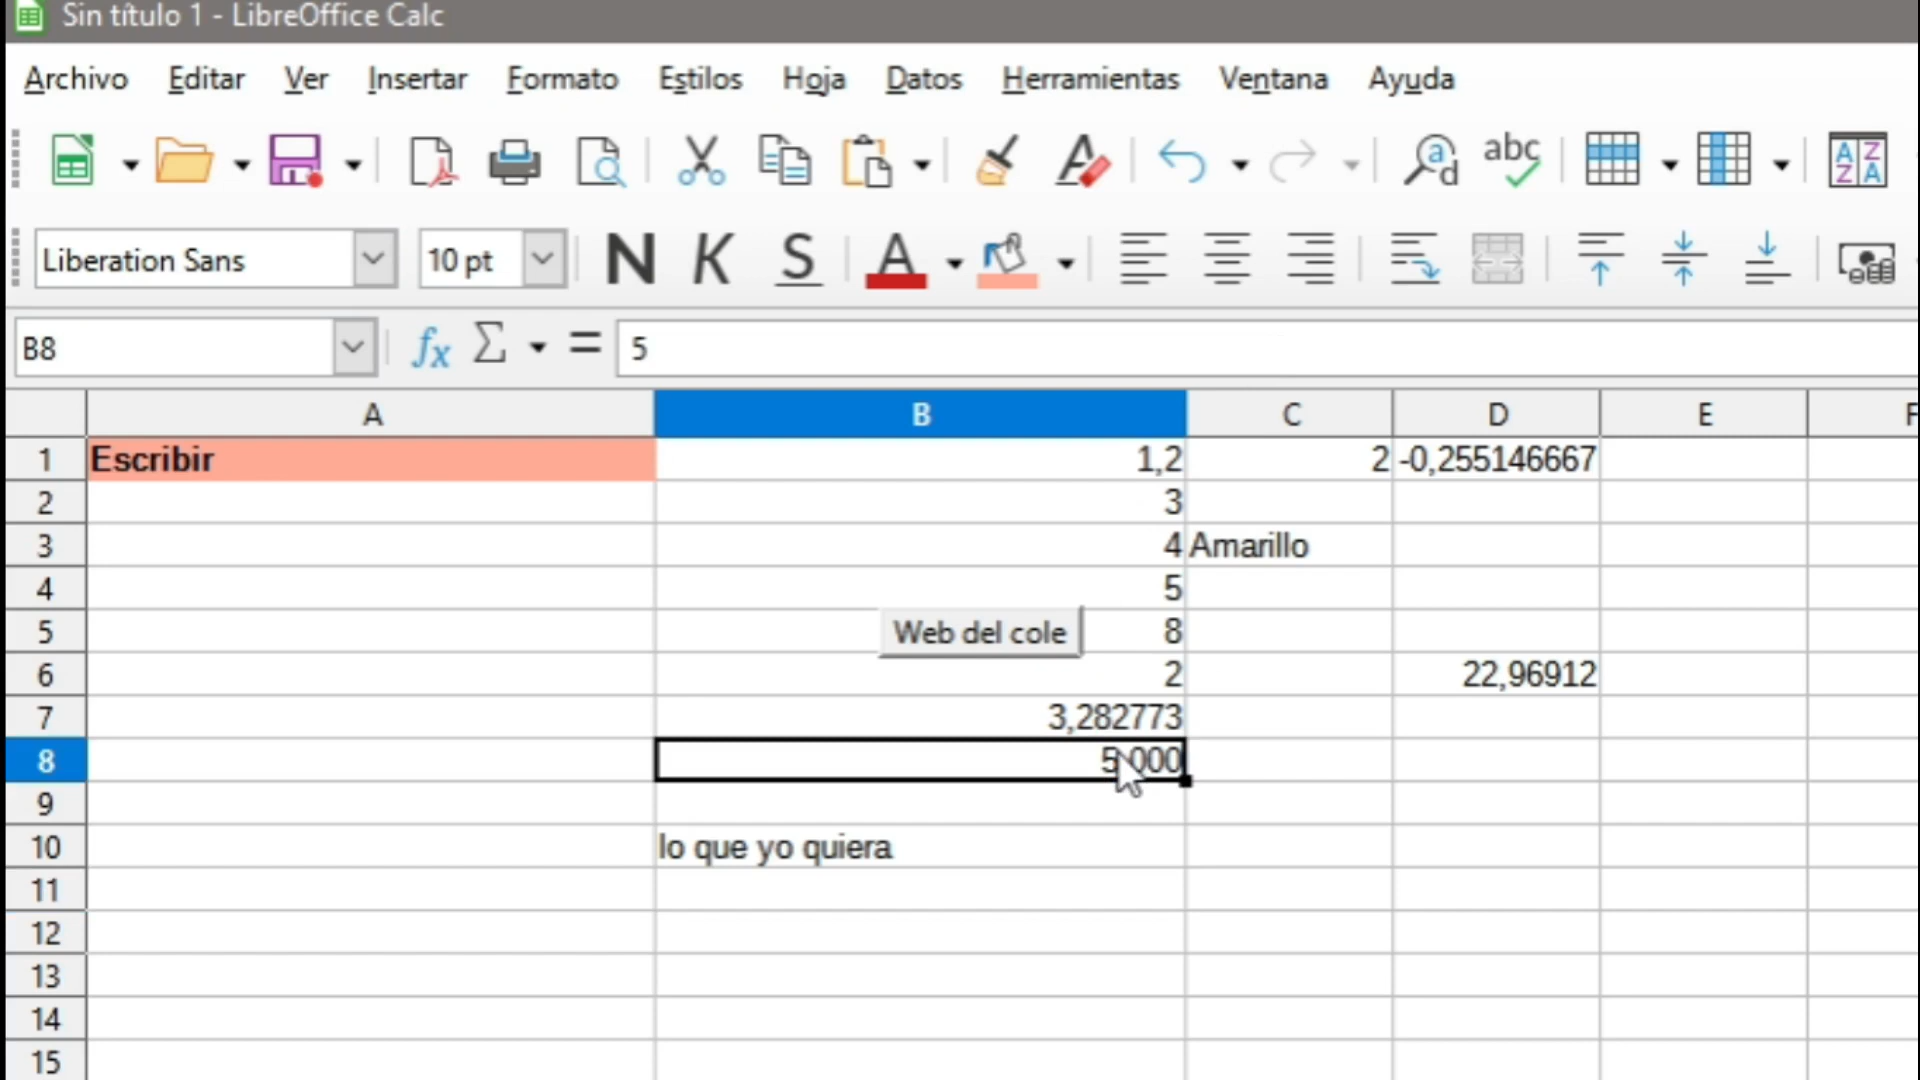 Sin título 1 - LibreOffice Calc
Archivo Editar Ver Insertar Formato Estilos Hoja Datos Herramientas Ventana Ayuda
Liberation Sans 10 pt N K S A
B8 fx Σ = 5
A B C D E F
1 Escribir 1,2 2 -0,255146667
2 3
3 4 Amarillo
4 5
5 Web del cole 8
6 2 22,96912
7 3,282773
8 5,000
9
10 lo que yo quiera
11
12
13
14
15